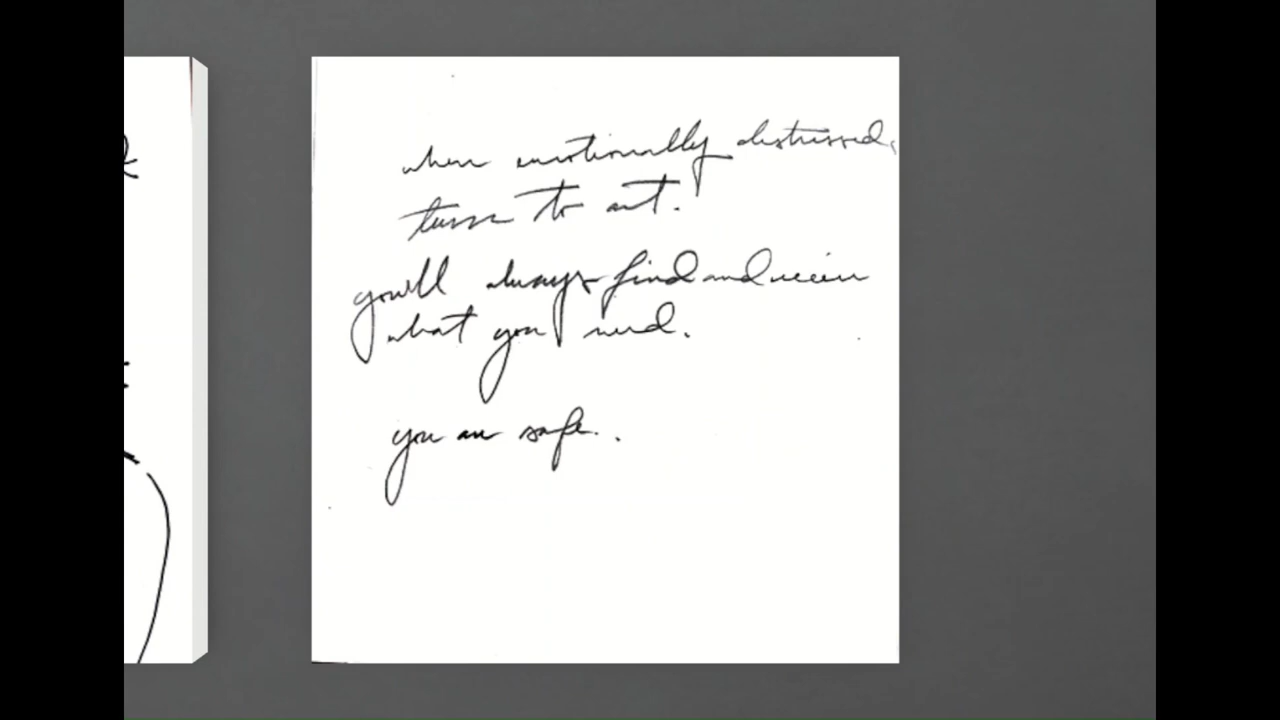 when emotionally distressed,
turn to art.
you'll always find and receive
what you need.
you are safe.